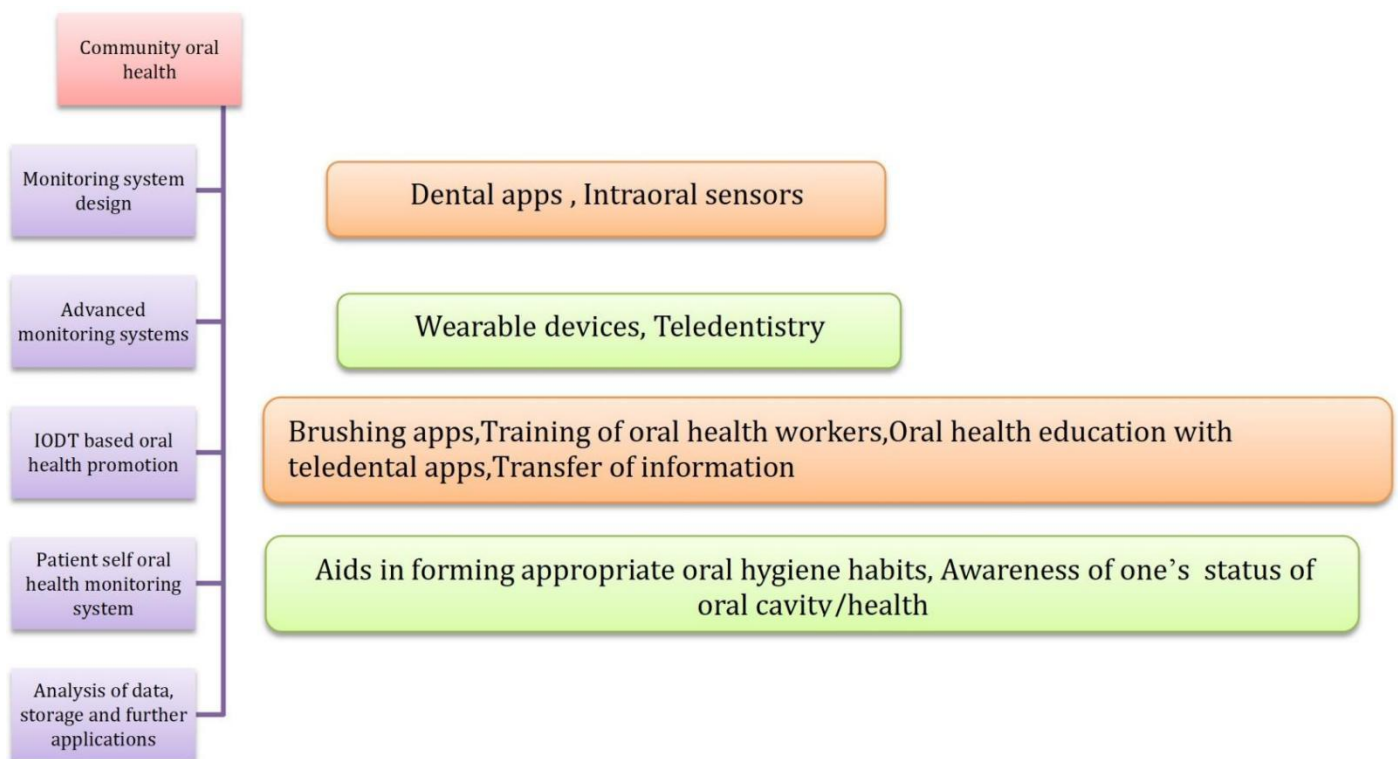 Community oral
health
Monitoring system
design
Dental apps , Intraoral sensors
Advanced
monitoring systems
Wearable devices, Teledentistry
IODT based oral
health promotion
Brushing apps,Training of oral health workers,Oral health education with
teledental apps,Transfer of information
Patient self oral
health monitoring
system
Aids in forming appropriate oral hygiene habits, Awareness of one’s status of
oral cavity/health
Analysis of data,
storage and further
applications